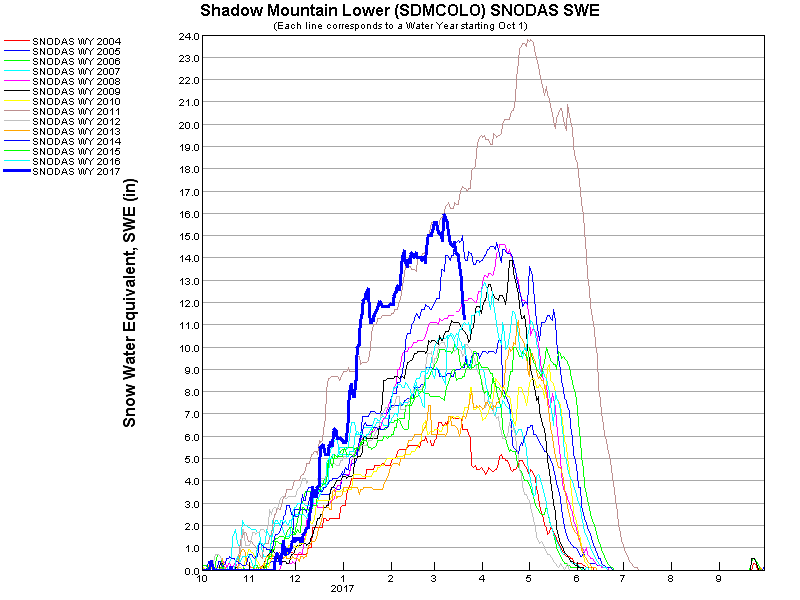 Shadow Mountain Lower (SDMCOLO) SNODAS SWE
(Each line corresponds to a Water Year starting Oct 1)
SNODAS WY 2004
SNODAS WY 2005
SNODAS WY 2006
SNODAS WY 2007
SNODAS WY 2008
SNODAS WY 2009
SNODAS WY 2010
SNODAS WY 2011
SNODAS WY 2012
SNODAS WY 2013
SNODAS WY 2014
SNODAS WY 2015
SNODAS WY 2016
SNODAS WY 2017
Snow Water Equivalent, SWE (in)
24.0
23.0
22.0
21.0
20.0
19.0
18.0
17.0
16.0
15.0
14.0
13.0
12.0
11.0
10.0
9.0
8.0
7.0
6.0
5.0
4.0
3.0
2.0
1.0
0.0
10 11 12 1 2 3 4 5 6 7 8 9
2017